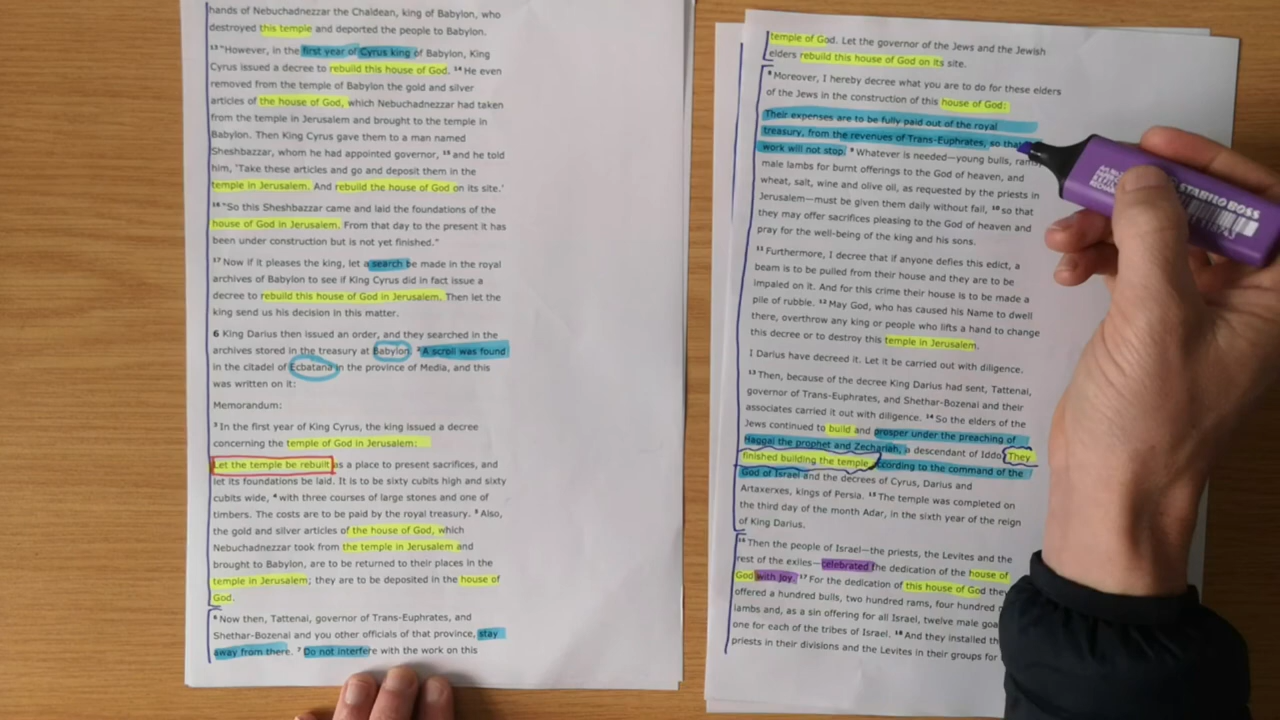 hands of Nebuchadnezzar the Chaldean, king of Babylon, who
destroyed this temple and deported the people to Babylon.
13 "However, in the first year of Cyrus king of Babylon, King
Cyrus issued a decree to rebuild this house of God. 14 He even
removed from the temple of Babylon the gold and silver
articles of the house of God, which Nebuchadnezzar had taken
from the temple in Jerusalem and brought to the temple in
Babylon. Then King Cyrus gave them to a man named
Sheshbazzar, whom he had appointed governor, 15 and he told
him, 'Take these articles and go and deposit them in the
temple in Jerusalem. And rebuild the house of God on its site.'
16 "So this Sheshbazzar came and laid the foundations of the
house of God in Jerusalem. From that day to the present it has
been under construction but is not yet finished."
17 Now if it pleases the king, let a search be made in the royal
archives of Babylon to see if King Cyrus did in fact issue a
decree to rebuild this house of God in Jerusalem. Then let the
king send us his decision in this matter.
6 King Darius then issued an order, and they searched in the
archives stored in the treasury at Babylon. 2 A scroll was found
in the citadel of Ecbatana in the province of Media, and this
was written on it:
Memorandum:
3 In the first year of King Cyrus, the king issued a decree
concerning the temple of God in Jerusalem:
Let the temple be rebuilt as a place to present sacrifices, and
let its foundations be laid. It is to be sixty cubits high and sixty
cubits wide, 4 with three courses of large stones and one of
timbers. The costs are to be paid by the royal treasury. 5 Also,
the gold and silver articles of the house of God, which
Nebuchadnezzar took from the temple in Jerusalem and
brought to Babylon, are to be returned to their places in the
temple in Jerusalem; they are to be deposited in the house of
God.
6 Now then, Tattenai, governor of Trans-Euphrates, and
Shethar-Bozenai and you other officials of that province, stay
away from there. 7 Do not interfere with the work on this
temple of God. Let the governor of the Jews and the Jewish
elders rebuild this house of God on its site.
8 Moreover, I hereby decree what you are to do for these elders
of the Jews in the construction of this house of God:
Their expenses are to be fully paid out of the royal
treasury, from the revenues of Trans-Euphrates, so that
work will not stop. 9 Whatever is needed—young bulls, rams,
male lambs for burnt offerings to the God of heaven, and
wheat, salt, wine and olive oil, as requested by the priests in
Jerusalem—must be given them daily without fail, 10 so that
they may offer sacrifices pleasing to the God of heaven and
pray for the well-being of the king and his sons.
11 Furthermore, I decree that if anyone defies this edict, a
beam is to be pulled from their house and they are to be
impaled on it. And for this crime their house is to be made a
pile of rubble. 12 May God, who has caused his Name to dwell
there, overthrow any king or people who lifts a hand to change
this decree or to destroy this temple in Jerusalem.
I Darius have decreed it. Let it be carried out with diligence.
13 Then, because of the decree King Darius had sent, Tattenai,
governor of Trans-Euphrates, and Shethar-Bozenai and their
associates carried it out with diligence. 14 So the elders of the
Jews continued to build and prosper under the preaching of
Haggai the prophet and Zechariah, a descendant of Iddo. They
finished building the temple according to the command of the
God of Israel and the decrees of Cyrus, Darius and
Artaxerxes, kings of Persia. 15 The temple was completed on
the third day of the month Adar, in the sixth year of the reign
of King Darius.
16 Then the people of Israel—the priests, the Levites and the
rest of the exiles—celebrated the dedication of the house of
God with joy. 17 For the dedication of this house of God they
offered a hundred bulls, two hundred rams, four hundred
lambs and, as a sin offering for all Israel, twelve male goa
one for each of the tribes of Israel. 18 And they installed th
priests in their divisions and the Levites in their groups for
STABILO BOSS